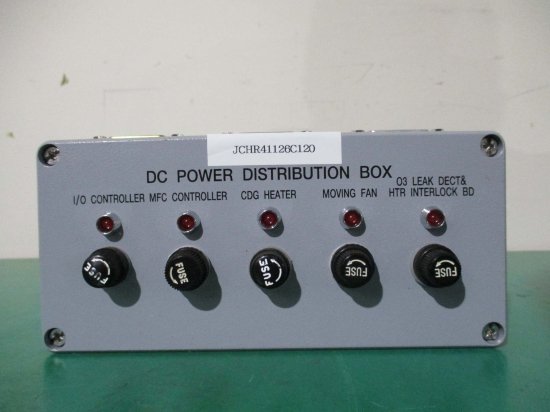 JCHR41126C120
DC POWER DISTRIBUTION BOX
I/O CONTROLLER MFC CONTROLLER CDG HEATER MOVING FAN O3 LEAK DECT&
HTR INTERLOCK BD
FUSE FUSE FUSE FUSE FUSE